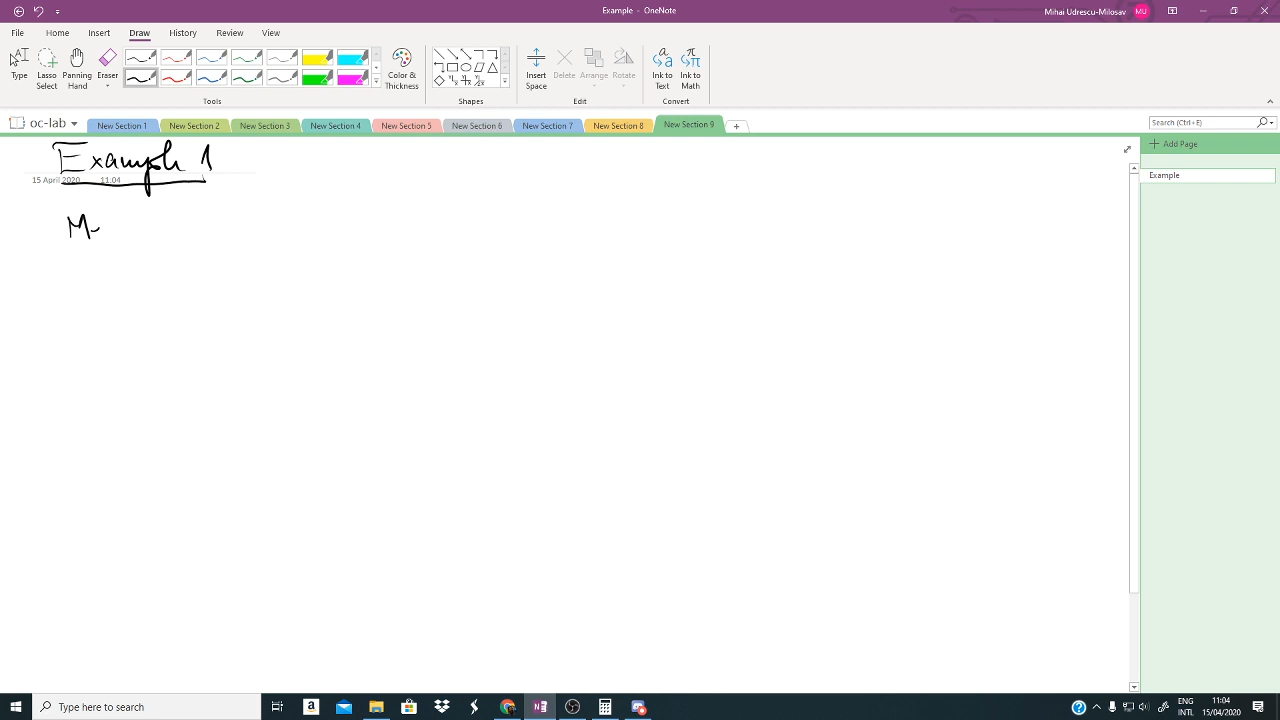 Example - OneNote
Mihai Udrescu-Milosav
MU
File Home Insert Draw History Review View
Type
Lasso Select
Panning Hand
Eraser
Color & Thickness
Insert Space
Delete
Arrange
Rotate
Ink to Text
Ink to Math
Tools
Shapes
Edit
Convert
oc-lab
New Section 1
New Section 2
New Section 3
New Section 4
New Section 5
New Section 6
New Section 7
New Section 8
New Section 9
Search (Ctrl+E)
Add Page
Example
Example 1
15 April 2020 11:04
M
Type here to search
ENG
INTL
11:04
15/04/2020